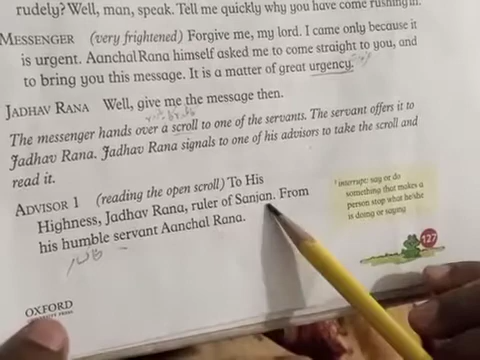 rudely? Well, man, speak. Tell me quickly why you have come rushing in.
MESSENGER (very frightened) Forgive me, my lord. I came only because it
is urgent. Aanchal Rana himself asked me to come straight to you, and
to bring you this message. It is a matter of great urgency.
JADHAV RANA Well, give me the message then.
The messenger hands over a scroll to one of the servants. The servant offers it to
Jadhav Rana. Jadhav Rana signals to one of his advisors to take the scroll and
read it.
ADVISOR 1 (reading the open scroll) To His
Highness, Jadhav Rana, ruler of Sanjan. From
his humble servant Aanchal Rana.
interrupt: say or do
something that makes a
person stop what he/she
is doing or saying
127
OXFORD